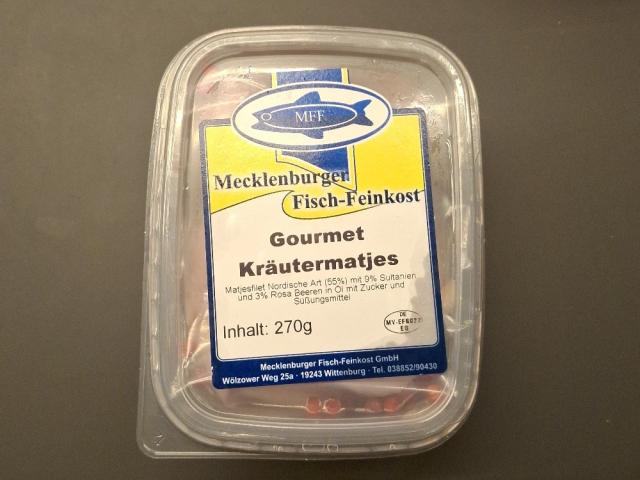 MFF
Mecklenburger
Fisch-Feinkost
Gourmet
Kräutermatjes
Matjesfilet Nordische Art (55%) mit 9% Sultanien
und 3% Rosa Beeren in Öl mit Zucker und
Süßungsmittel
Inhalt: 270g
DE
EG
Mecklenburger Fisch-Feinkost GmbH
Wölzower Weg 25a · 19243 Wittenburg · Tel. 038852/90430